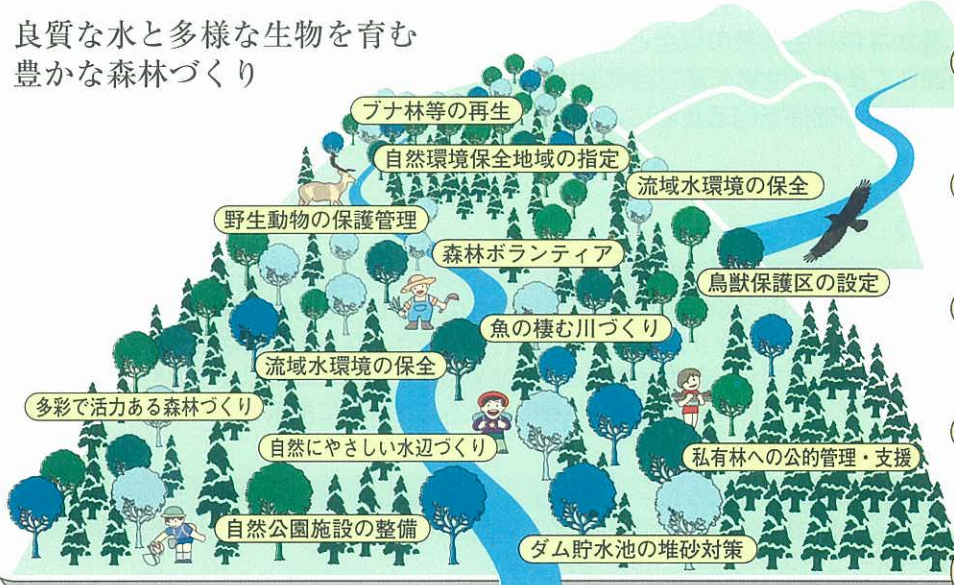 良質な水と多様な生物を育む
豊かな森林づくり
ブナ林等の再生
自然環境保全地域の指定
流域水環境の保全
野生動物の保護管理
森林ボランティア
鳥獣保護区の設定
魚の棲む川づくり
流域水環境の保全
多彩で活力ある森林づくり
自然にやさしい水辺づくり
私有林への公的管理・支援
自然公園施設の整備
ダム貯水池の堆砂対策